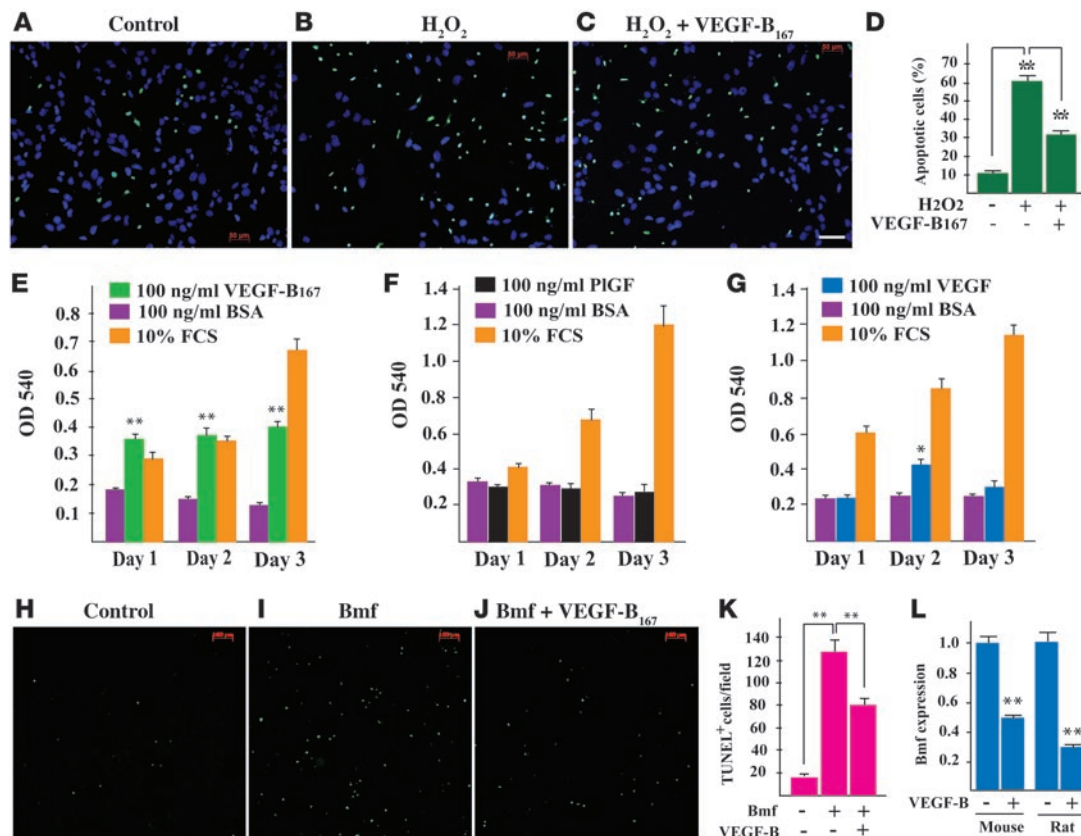 A Control
B H₂O₂
C H₂O₂ + VEGF-B₁₆₇
50 μm
50 μm
50 μm
D
Apoptotic cells (%)
70
60
50
40
30
20
10
**
**
H2O2 - + +
VEGF-B167 - - +
E
100 ng/ml VEGF-B167
100 ng/ml BSA
10% FCS
OD 540
0.8
0.7
0.6
0.5
0.4
0.3
0.2
0.1
**
**
**
Day 1 Day 2 Day 3
F
100 ng/ml PlGF
100 ng/ml BSA
10% FCS
OD 540
1.4
1.2
1.0
0.8
0.6
0.4
0.2
Day 1 Day 2 Day 3
G
100 ng/ml VEGF
100 ng/ml BSA
10% FCS
OD 540
1.4
1.2
1.0
0.8
0.6
0.4
0.2
*
Day 1 Day 2 Day 3
H Control
I Bmf
J Bmf + VEGF-B₁₆₇
K
TUNEL⁺ cells/field
140
120
100
80
60
40
20
** **
Bmf - + +
VEGF-B - - +
L
Bmf expression
1.0
0.8
0.6
0.4
0.2
**
**
VEGF-B - + - +
Mouse Rat